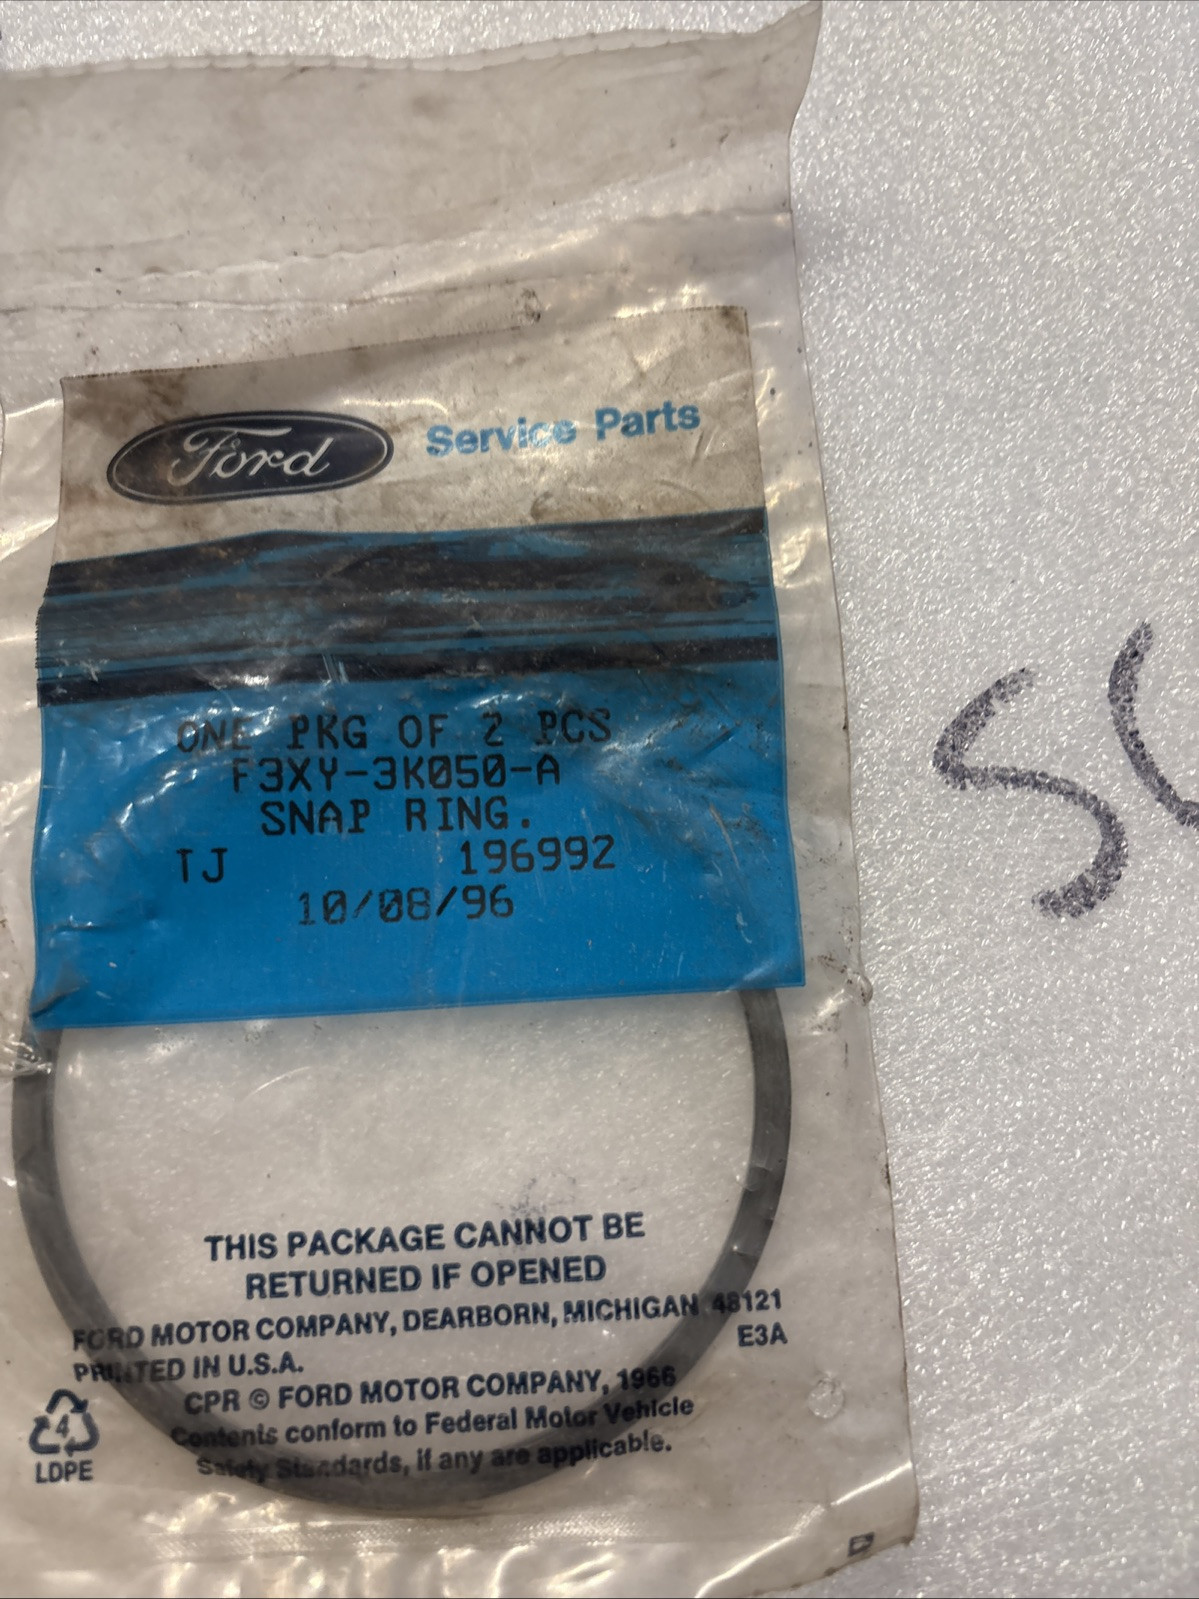 Ford Service Parts
ONE PKG OF 2 PCS
F3XY-3K050-A
SNAP RING.
TJ 196992
10/08/96
THIS PACKAGE CANNOT BE
RETURNED IF OPENED
FORD MOTOR COMPANY, DEARBORN, MICHIGAN 48121
PRINTED IN U.S.A. E3A
CPR © FORD MOTOR COMPANY, 1966
Contents conform to Federal Motor Vehicle
Safety Standards, if any are applicable.
4
LDPE